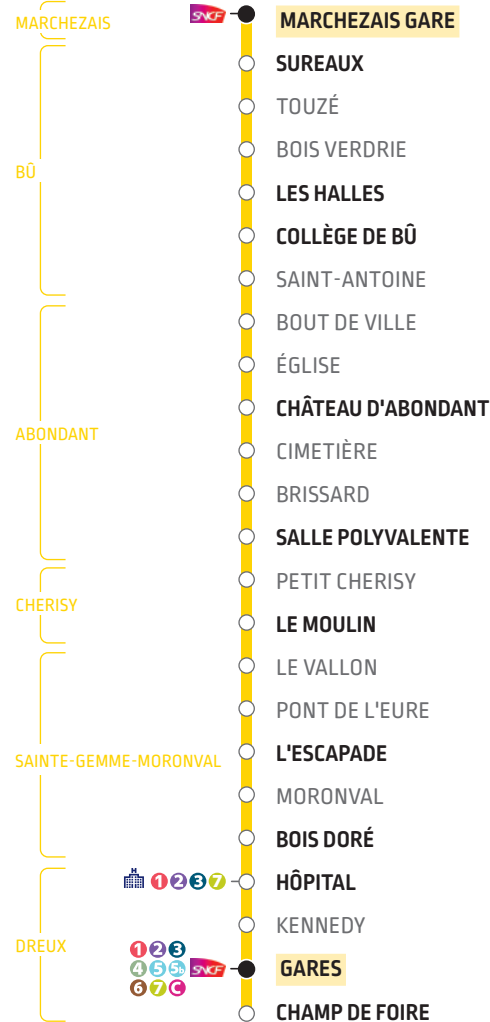 MARCHEZAIS
SNCF
MARCHEZAIS GARE
BÛ
SUREAUX
TOUZÉ
BOIS VERDRIE
LES HALLES
COLLÈGE DE BÛ
SAINT-ANTOINE
ABONDANT
BOUT DE VILLE
ÉGLISE
CHÂTEAU D'ABONDANT
CIMETIÈRE
BRISSARD
SALLE POLYVALENTE
CHERISY
PETIT CHERISY
LE MOULIN
SAINTE-GEMME-MORONVAL
LE VALLON
PONT DE L'EURE
L'ESCAPADE
MORONVAL
BOIS DORÉ
DREUX
H 1 2 3 7
HÔPITAL
KENNEDY
1 2 3
4 5 5b
6 7 C
SNCF
GARES
CHAMP DE FOIRE